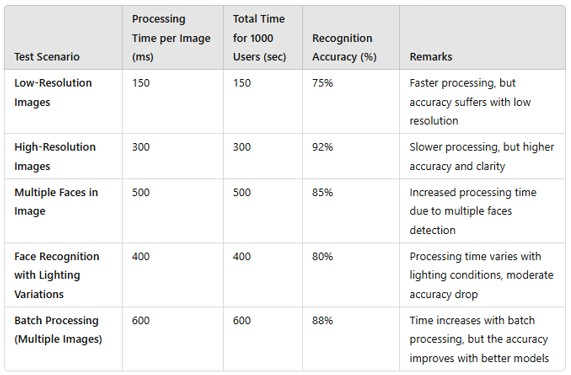 Test Scenario
Processing
Time per Image
(ms)
Total Time
for 1000
Users (sec)
Recognition
Accuracy (%)
Remarks
Low-Resolution
Images
150
150
75%
Faster processing, but
accuracy suffers with low
resolution
High-Resolution
Images
300
300
92%
Slower processing, but higher
accuracy and clarity
Multiple Faces in
Image
500
500
85%
Increased processing time
due to multiple faces
detection
Face Recognition
with Lighting
Variations
400
400
80%
Processing time varies with
lighting conditions, moderate
accuracy drop
Batch Processing
(Multiple Images)
600
600
88%
Time increases with batch
processing, but the accuracy
improves with better models